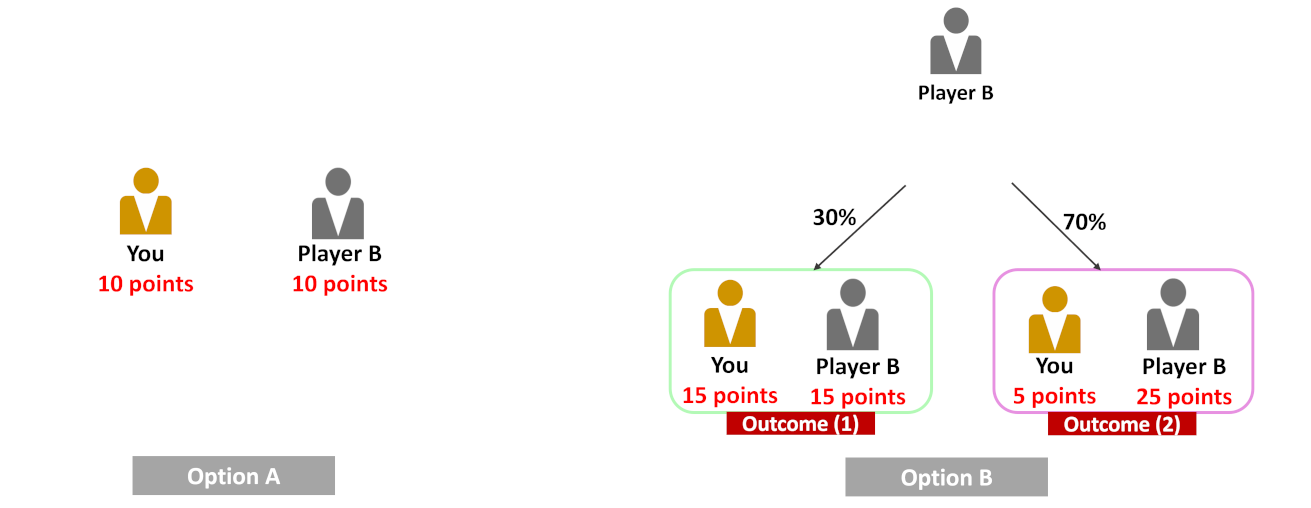 Player B
30%
70%
You
Player B
10 points
10 points
You
Player B
15 points
15 points
Outcome (1)
You
Player B
5 points
25 points
Outcome (2)
Option A
Option B